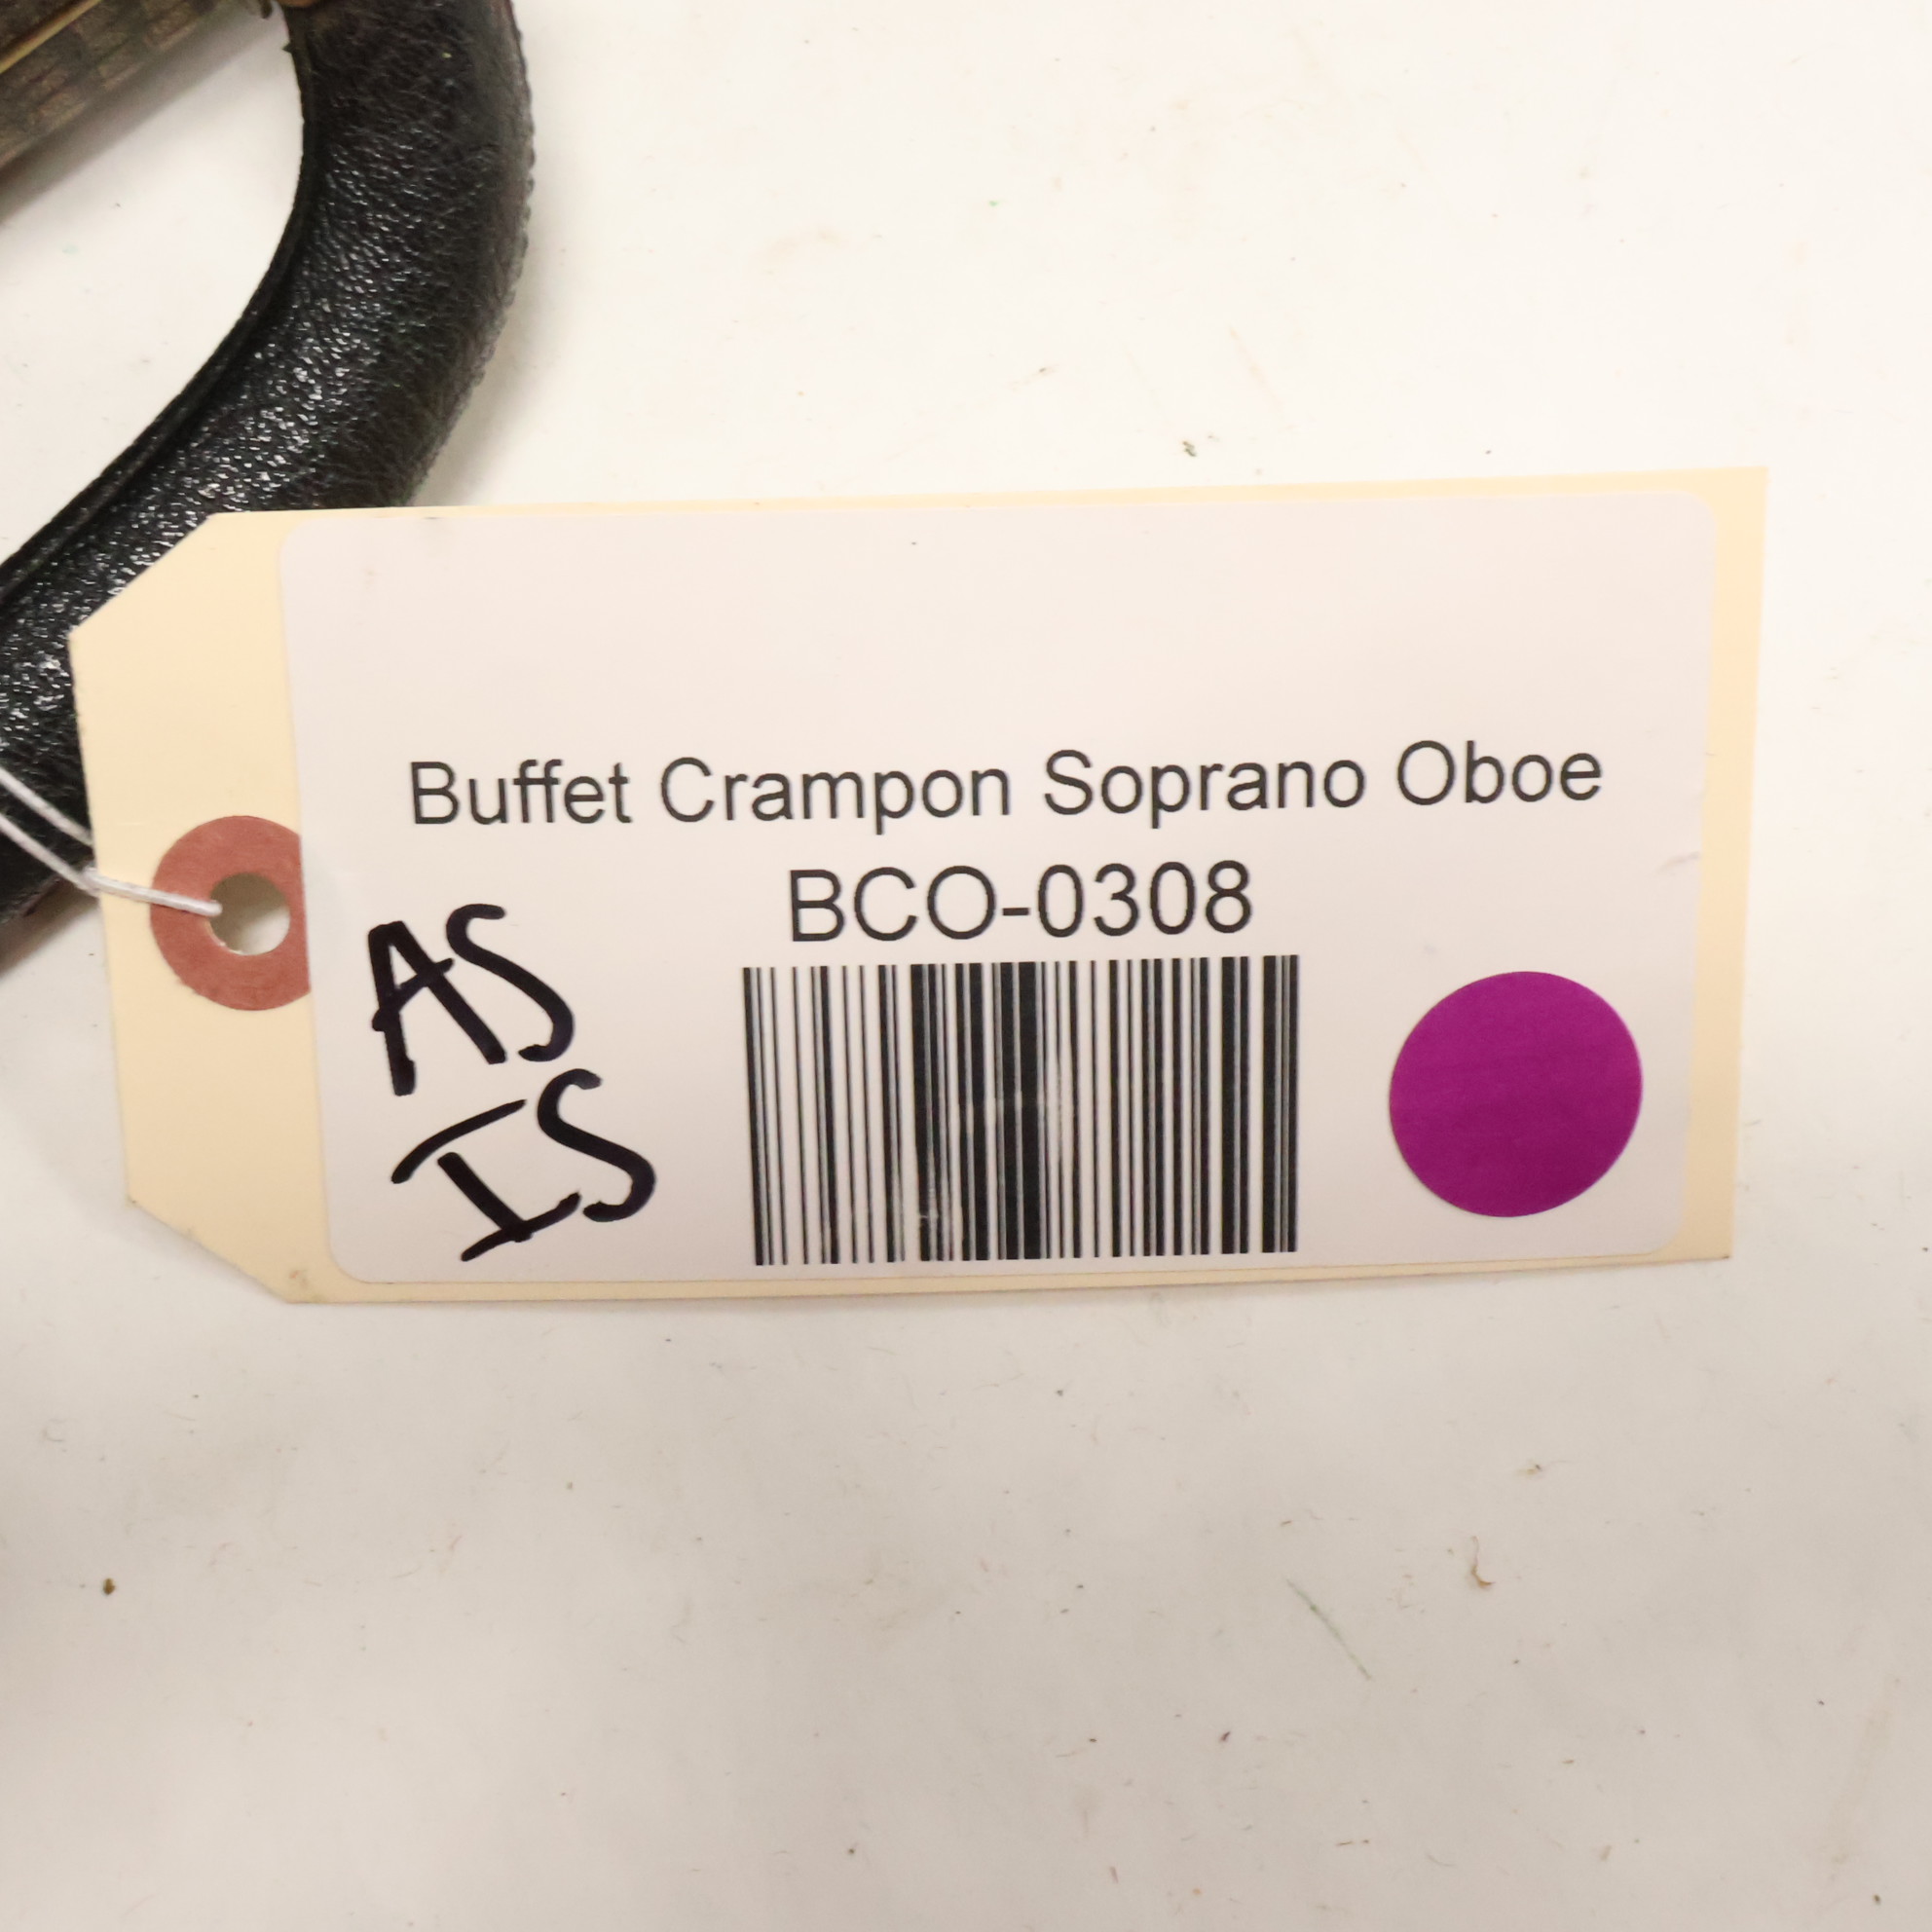 Buffet Crampon Soprano Oboe
BCO-0308
AS
IS